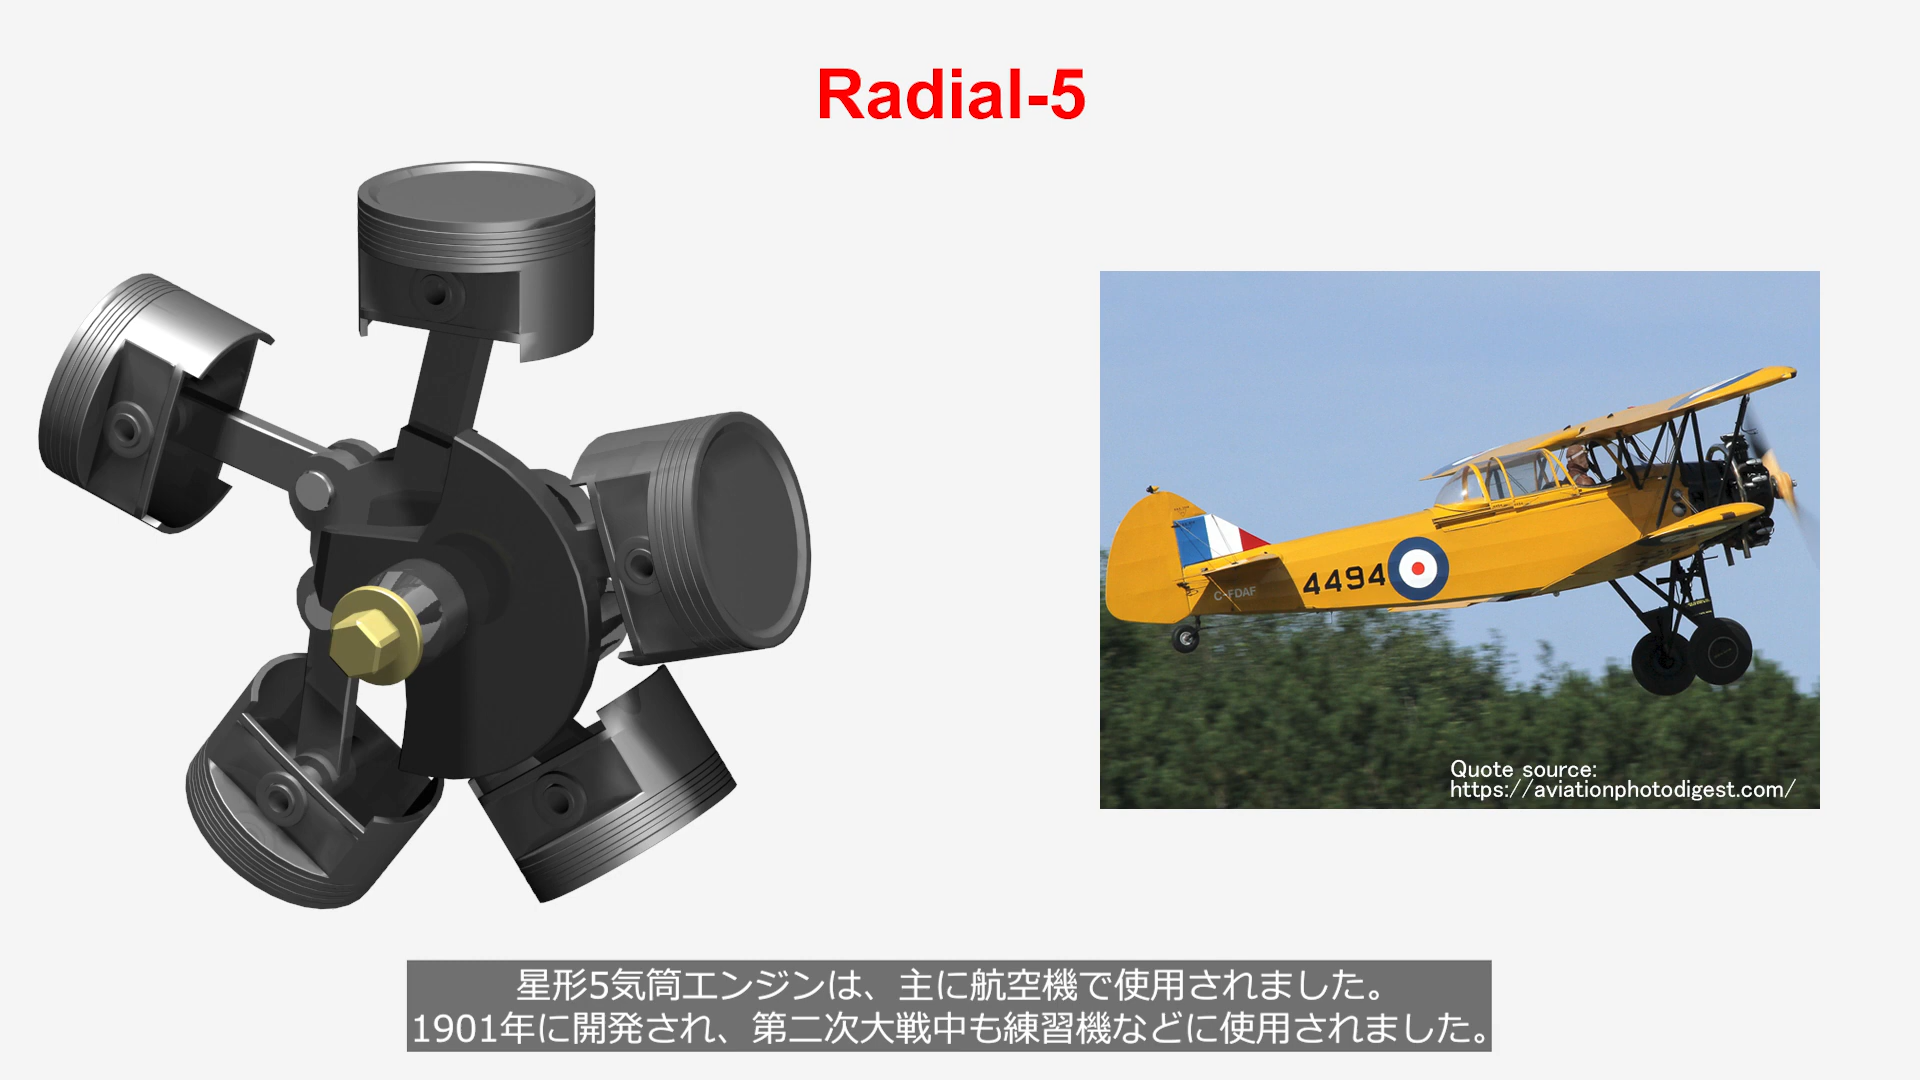 Radial-5
4494
C-FDAF
Quote source:
https://aviationphotodigest.com/
星形5気筒エンジンは、主に航空機で使用されました。
1901年に開発され、第二次大戦中も練習機などに使用されました。